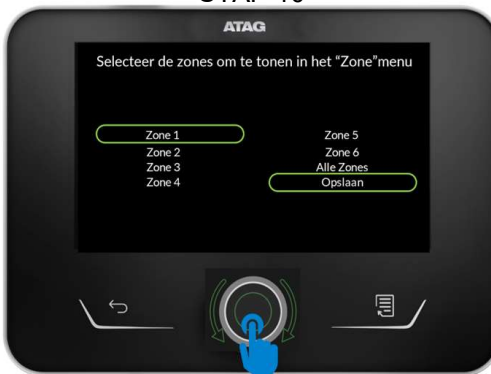 ATAG
Selecteer de zones om te tonen in het "Zone"menu
Zone 1
Zone 2
Zone 3
Zone 4
Zone 5
Zone 6
Alle Zones
Opslaan